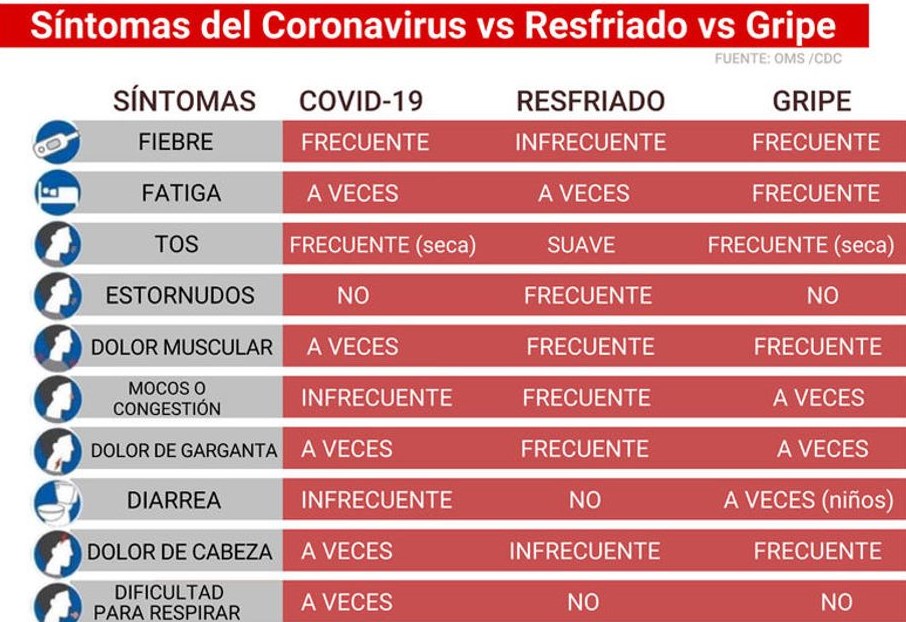 Síntomas del Coronavirus vs Resfriado vs Gripe
FUENTE: OMS /CDC
SÍNTOMAS COVID-19 RESFRIADO GRIPE
FIEBRE FRECUENTE INFRECUENTE FRECUENTE
FATIGA A VECES A VECES FRECUENTE
TOS FRECUENTE (seca) SUAVE FRECUENTE (seca)
ESTORNUDOS NO FRECUENTE NO
DOLOR MUSCULAR A VECES FRECUENTE FRECUENTE
MOCOS O
CONGESTIÓN INFRECUENTE FRECUENTE A VECES
DOLOR DE GARGANTA A VECES FRECUENTE A VECES
DIARREA INFRECUENTE NO A VECES (niños)
DOLOR DE CABEZA A VECES INFRECUENTE FRECUENTE
DIFICULTAD
PARA RESPIRAR A VECES NO NO